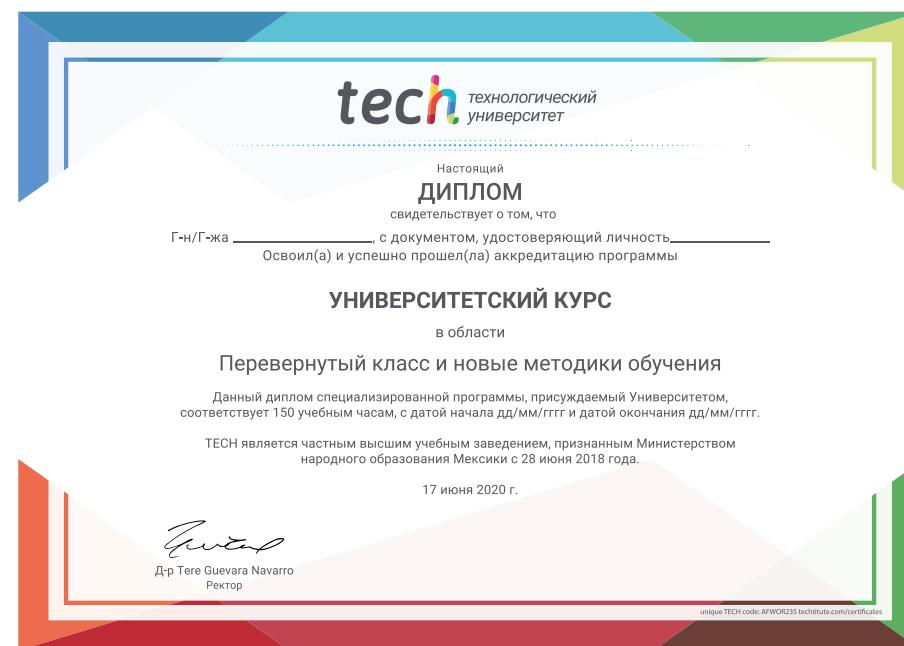 tech технологический
университет
Настоящий
ДИПЛОМ
свидетельствует о том, что
Г-н/Г-жа ____________________, с документом, удостоверяющий личность______________
Освоил(а) и успешно прошел(ла) аккредитацию программы
УНИВЕРСИТЕТСКИЙ КУРС
в области
Перевернутый класс и новые методики обучения
Данный диплом специализированной программы, присуждаемый Университетом,
соответствует 150 учебным часам, с датой начала дд/мм/гггг и датой окончания дд/мм/гггг.
TECH является частным высшим учебным заведением, признанным Министерством
народного образования Мексики с 28 июня 2018 года.
17 июня 2020 г.
Д-р Tere Guevara Navarro
Ректор
unique TECH code: AFWOR235 techtitute.com/certificates